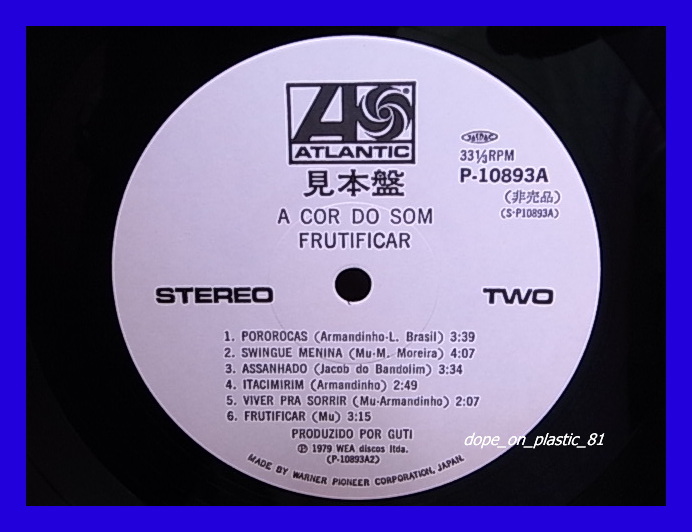 ATLANTIC
見本盤
A COR DO SOM
FRUTIFICAR
JASRAC
33⅓RPM
P-10893A
(非売品)
(S·P10893A)
STEREO
TWO
1. POROROCAS (Armandinho-L. Brasil) 3:39
2. SWINGUE MENINA (Mu-M. Moreira) 4:07
3. ASSANHADO (Jacob do Bandolim) 3:34
4. ITACIMIRIM (Armandinho) 2:49
5. VIVER PRA SORRIR (Mu-Armandinho) 2:07
6. FRUTIFICAR (Mu) 3:15
PRODUZIDO POR GUTI
Ⓟ 1979 WEA discos ltda.
(P-10893A2)
MADE BY WARNER PIONEER CORPORATION, JAPAN.
dope_on_plastic_81